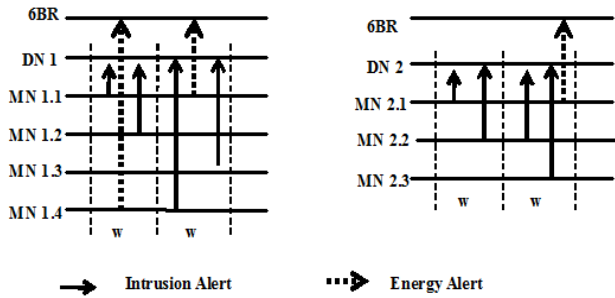 6BR
DN 1
MN 1.1
MN 1.2
MN 1.3
MN 1.4
w
w
6BR
DN 2
MN 2.1
MN 2.2
MN 2.3
w
w
Intrusion Alert
Energy Alert